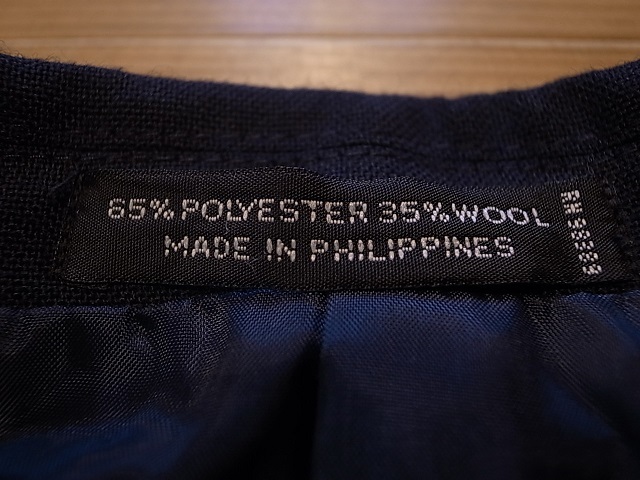 65% POLYESTER 35% WOOL
MADE IN PHILIPPINES